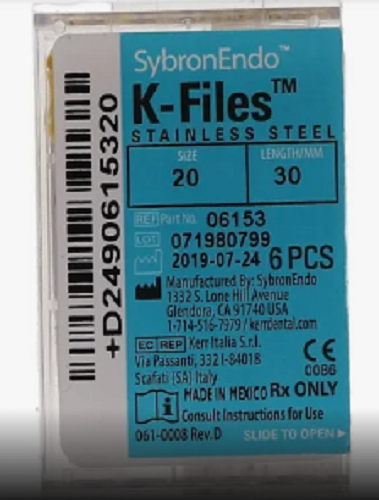 SybronEndo™
K-Files™
STAINLESS STEEL
SIZE LENGTH/MM
20 30
REF Part No. 06153
LOT 071980799
2019-07-24 6 PCS
Manufactured By: SybronEndo
1332 S. Lone Hill Avenue
Glendora, CA 91740 USA
1-714-516-7979 / kerrdental.com
EC REP Kerr Italia S.r.l.
Via Passanti, 332 I-84018
Scafati (SA) Italy
CE
0086
MADE IN MEXICO Rx ONLY
i Consult Instructions for Use
061-0008 Rev. D SLIDE TO OPEN ▶
+D2490615320